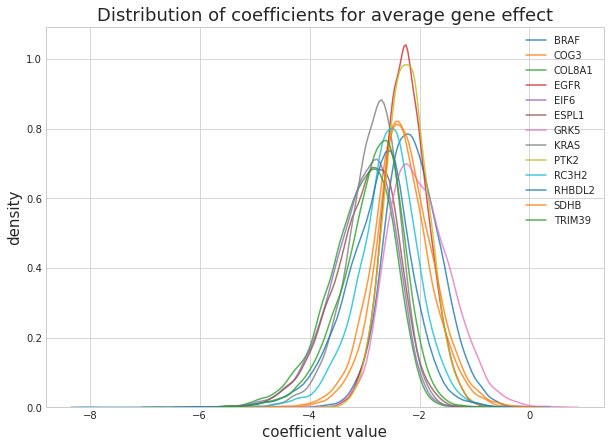 Distribution of coefficients for average gene effect
density
1.0
0.8
0.6
0.4
0.2
0.0
BRAF
COG3
COL8A1
EGFR
EIF6
ESPL1
GRK5
KRAS
PTK2
RC3H2
RHBDL2
SDHB
TRIM39
−8
−6
−4
−2
0
coefficient value